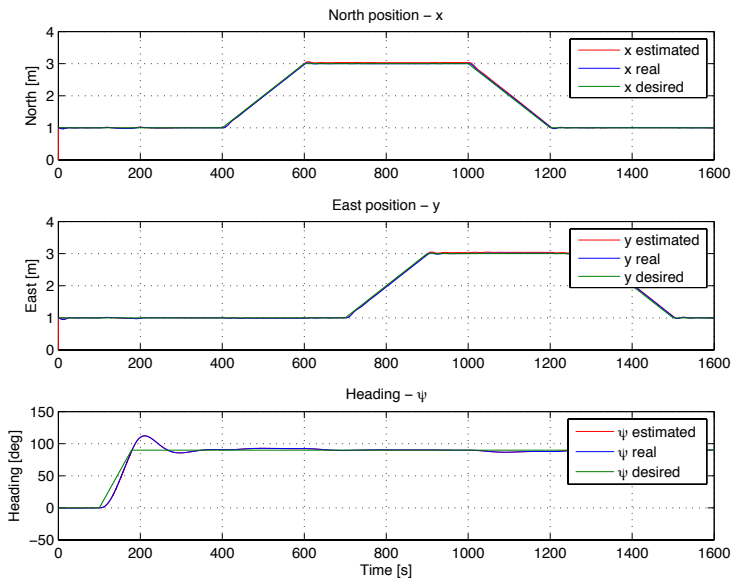 North position – x
North [m]
4
3
2
1
0
0 200 400 600 800 1000 1200 1400 1600
x estimated
x real
x desired
East position – y
East [m]
4
3
2
1
0
0 200 400 600 800 1000 1200 1400 1600
y estimated
y real
y desired
Heading – ψ
Heading [deg]
150
100
50
0
−50
0 200 400 600 800 1000 1200 1400 1600
ψ estimated
ψ real
ψ desired
Time [s]